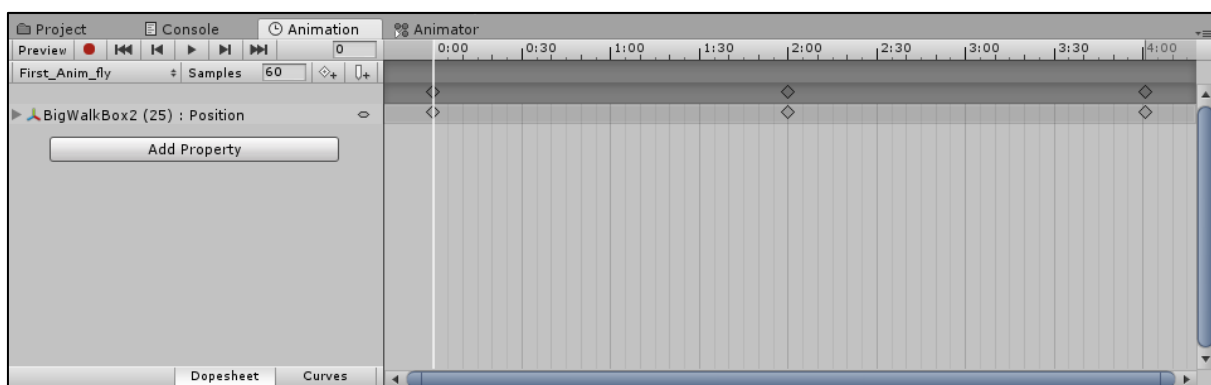 Project Console Animation Animator
Preview 0 0:00 0:30 1:00 1:30 2:00 2:30 3:00 3:30 4:00
First_Anim_fly Samples 60
BigWalkBox2 (25) : Position
Add Property
Dopesheet Curves